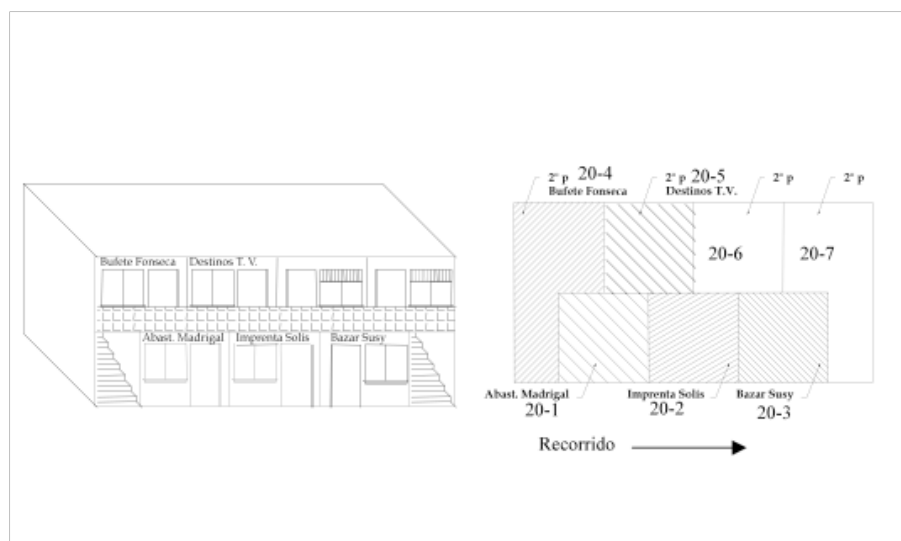 Bufete Fonseca
Destinos T. V.
Abast. Madrigal
Imprenta Solis
Bazar Susy
2° p 20-4
Bufete Fonseca
2° p 20-5
Destinos T.V.
2° p
2° p
20-6
20-7
Abast. Madrigal
20-1
Imprenta Solis
20-2
Bazar Susy
20-3
Recorrido